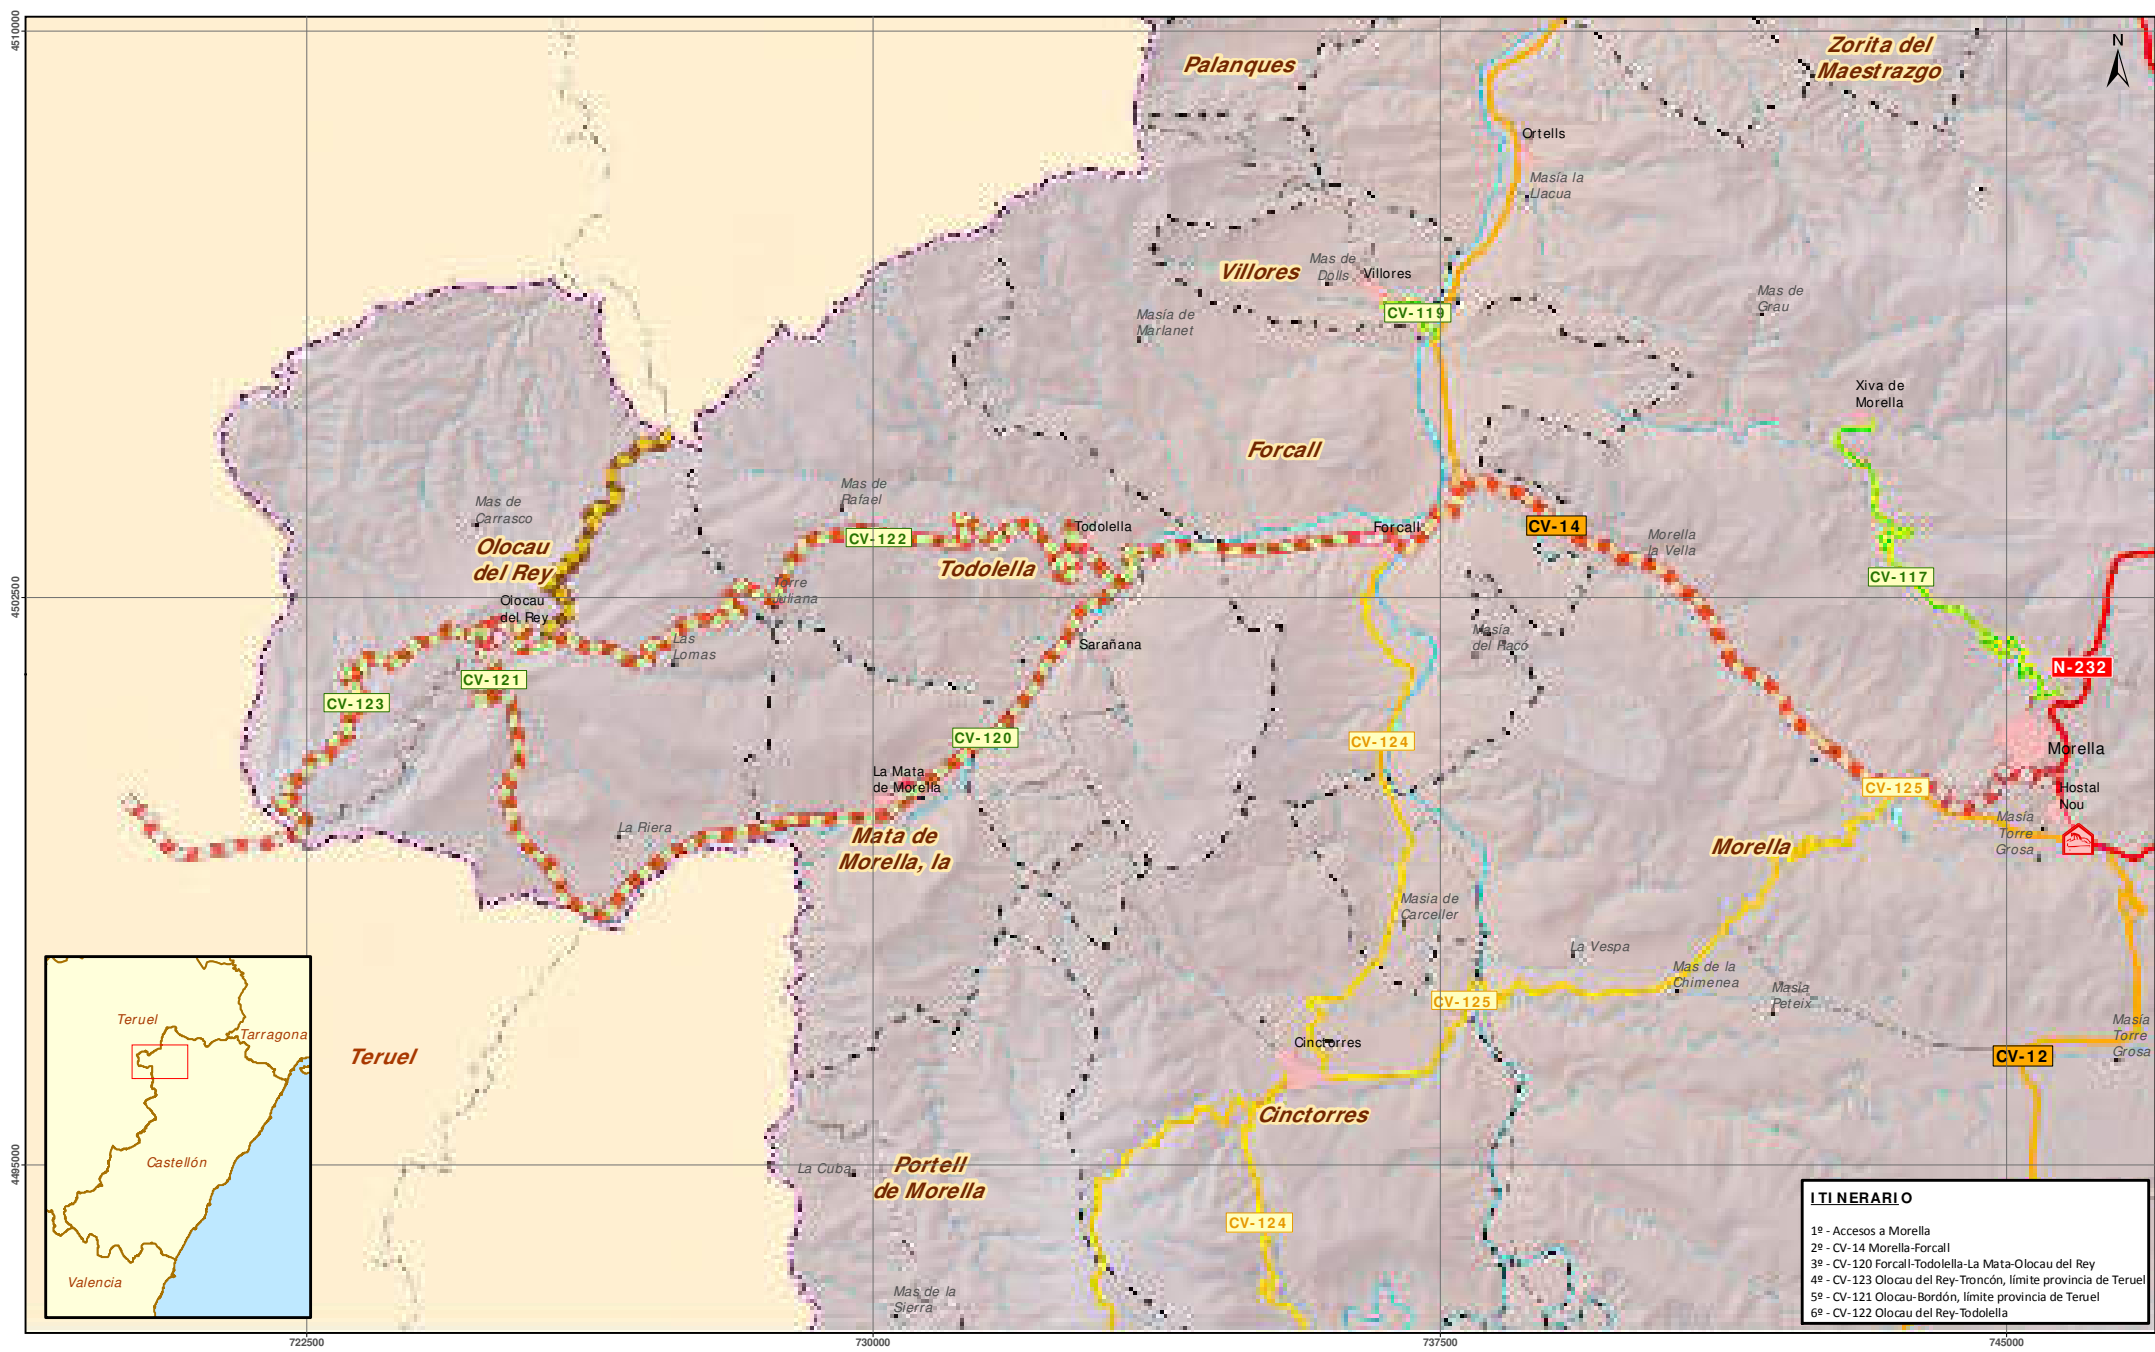 4510000
Palanques
Zorita del
Maestrazgo
N
Ortells
Masía la
Llacua
Villores
Mas de
Dolls
Villores
CV-119
Masía de
Marlanet
Mas de
Grau
Xiva de
Morella
Forcall
Mas de
Rafael
Mas de
Carrasco
Olocau
del Rey
CV-122
Todolella
Todolella
Forcall
CV-14
Morella
la Vella
CV-117
4502500
Torre
Juliana
Olocau
del Rey
Las
Lomas
Sarañana
Masía
del Racó
N-232
CV-121
CV-123
CV-120
CV-124
Morella
La Mata
de Morella
CV-125
Hostal
Nou
La Riera
Mata de
Morella, la
Morella
Masía
Torre
Grosa
Masia de
Carceller
La Vespa
Mas de la
Chimenea
Masía
Peteix
CV-125
Teruel
Tarragona
Castellón
Valencia
Teruel
Cinctorres
Masía
Torre
Grosa
CV-12
Cinctorres
4495000
La Cuba
Portell
de Morella
CV-124
Mas de la
Sierra
ITINERARIO
1º - Accesos a Morella
2º - CV-14 Morella-Forcall
3º - CV-120 Forcall-Todolella-La Mata-Olocau del Rey
4º - CV-123 Olocau del Rey-Troncón, límite provincia de Teruel
5º - CV-121 Olocau-Bordón, límite provincia de Teruel
6º - CV-122 Olocau del Rey-Todolella
722500
730000
737500
745000